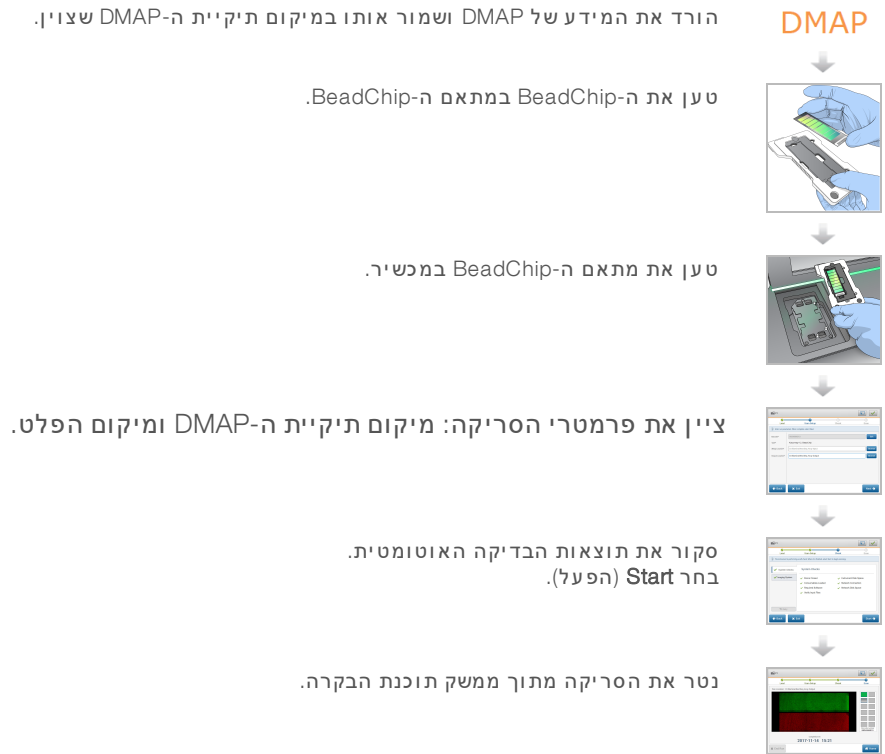 הורד את המידע של DMAP ושמור אותו במיקום תיקיית ה-DMAP שצוין.
DMAP
טען את ה-BeadChip במתאם ה-BeadChip.
טען את מתאם ה-BeadChip במכשיר.
ציין את פרמטרי הסריקה: מיקום תיקיית ה-DMAP ומיקום הפלט.
סקור את תוצאות הבדיקה האוטומטית.
בחר Start (הפעל).
נטר את הסריקה מתוך ממשק תוכנת הבקרה.